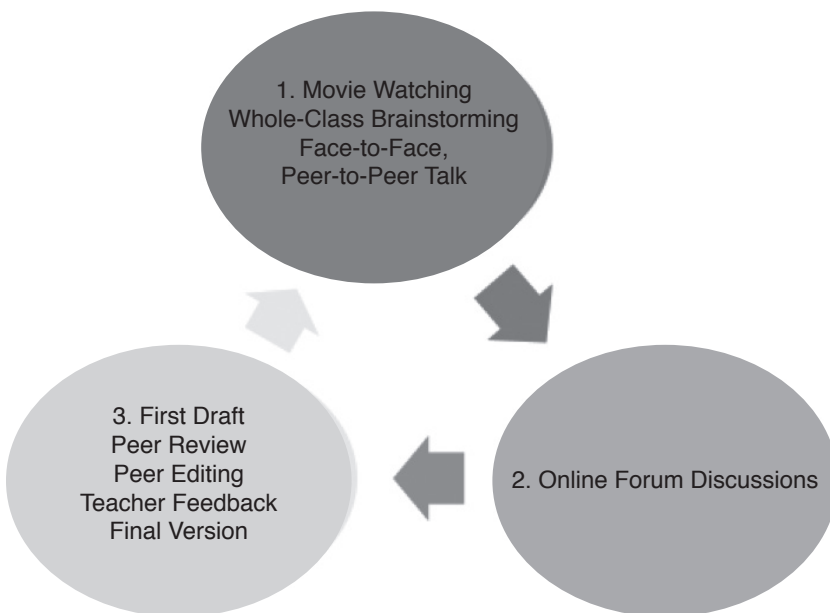 1. Movie Watching
Whole-Class Brainstorming
Face-to-Face,
Peer-to-Peer Talk
2. Online Forum Discussions
3. First Draft
Peer Review
Peer Editing
Teacher Feedback
Final Version